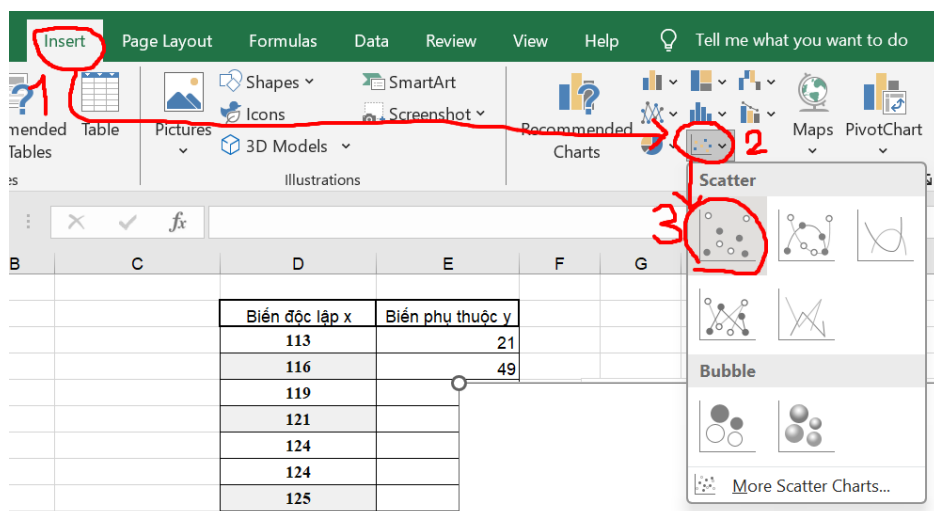 Insert Page Layout Formulas Data Review View Help Tell me what you want to do
1 2 3
mended Tables
Table
Pictures
Shapes
Icons
3D Models
SmartArt
Screenshot
Illustrations
Recommended Charts
Maps
PivotChart
es
Scatter
fx
B C D E F G
Biến độc lập x Biến phụ thuộc y
113 21
116 49
119
121
124
124
125
Bubble
More Scatter Charts...